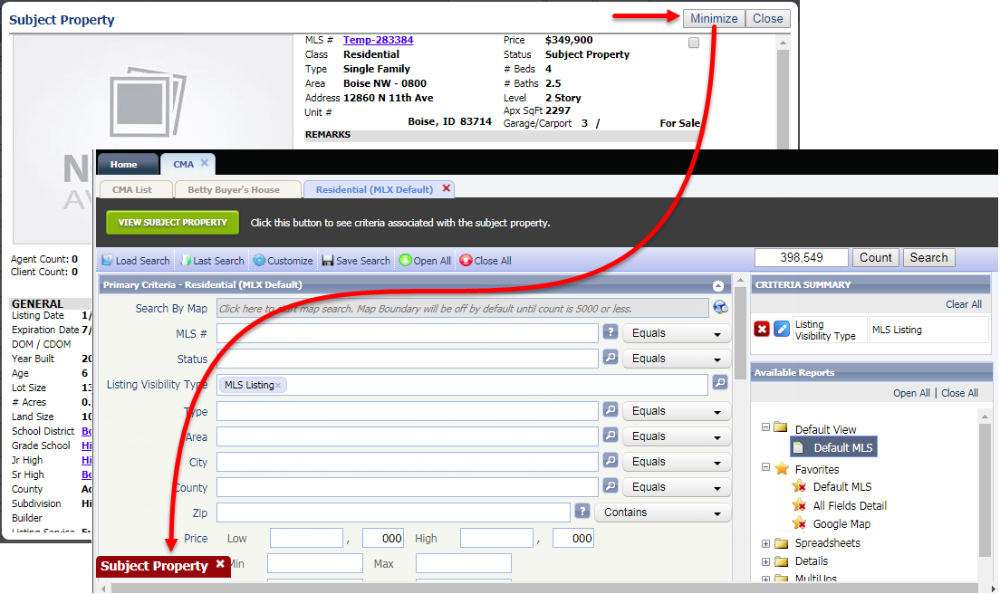 Subject Property
Minimize Close
MLS # Temp-283384 Price $349,900
Class Residential Status Subject Property
Type Single Family # Beds 4
Area Boise NW - 0800 # Baths 2.5
Address 12860 N 11th Ave Level 2 Story
Unit # Apx SqFt 2297
Boise, ID 83714 Garage/Carport 3 / For Sale
REMARKS
N
AV
Agent Count: 0
Client Count: 0
GENERAL
Listing Date 1/
Expiration Date 7/
DOM / CDOM
Year Built 20
Age 6
Lot Size 13
# Acres 0.
Land Size 10
School District Bo
Grade School Hi
Jr High Hi
Sr High Bo
County Ad
Subdivision Hi
Builder
Home CMA
CMA List Betty Buyer's House Residential (MLX Default)
VIEW SUBJECT PROPERTY Click this button to see criteria associated with the subject property.
Load Search Last Search Customize Save Search Open All Close All 398,549 Count Search
Primary Criteria - Residential (MLX Default)
Search By Map Click here to start map search. Map Boundary will be off by default until count is 5000 or less.
MLS # ? Equals
Status Equals
Listing Visibility Type MLS Listing×
Type Equals
Area Equals
City Equals
County Equals
Zip ? Contains
Price Low , 000 High , 000
Min Max
Subject Property ×
CRITERIA SUMMARY
Clear All
Listing
Visibility Type MLS Listing
Available Reports
Open All | Close All
Default View
Default MLS
Favorites
Default MLS
All Fields Detail
Google Map
Spreadsheets
Details
MultiUps